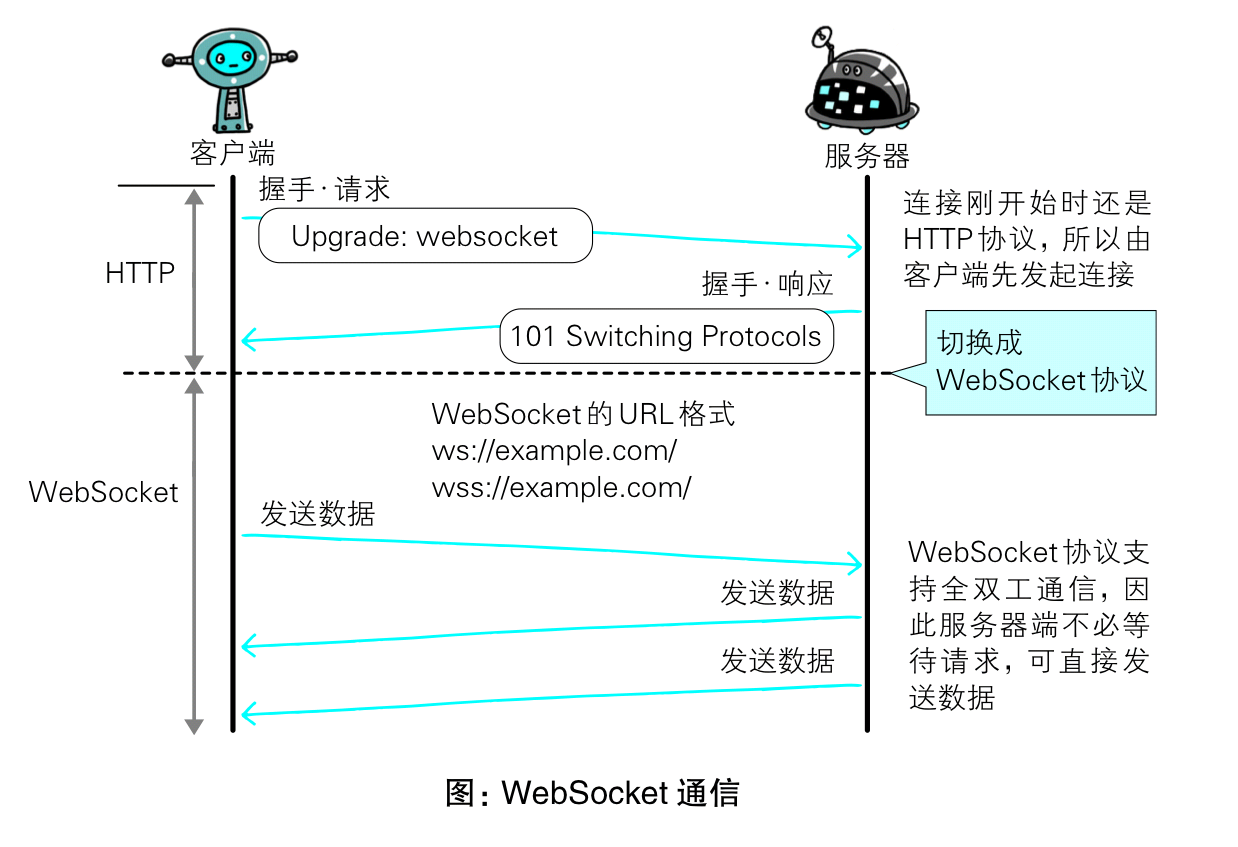 客户端
服务器
握手·请求
Upgrade: websocket
连接刚开始时还是
HTTP协议，所以由
客户端先发起连接
HTTP
握手·响应
101 Switching Protocols
切换成
WebSocket协议
WebSocket的URL格式
ws://example.com/
wss://example.com/
WebSocket
发送数据
WebSocket协议支
持全双工通信，因
此服务器端不必等
待请求，可直接发
送数据
发送数据
发送数据
图：WebSocket 通信